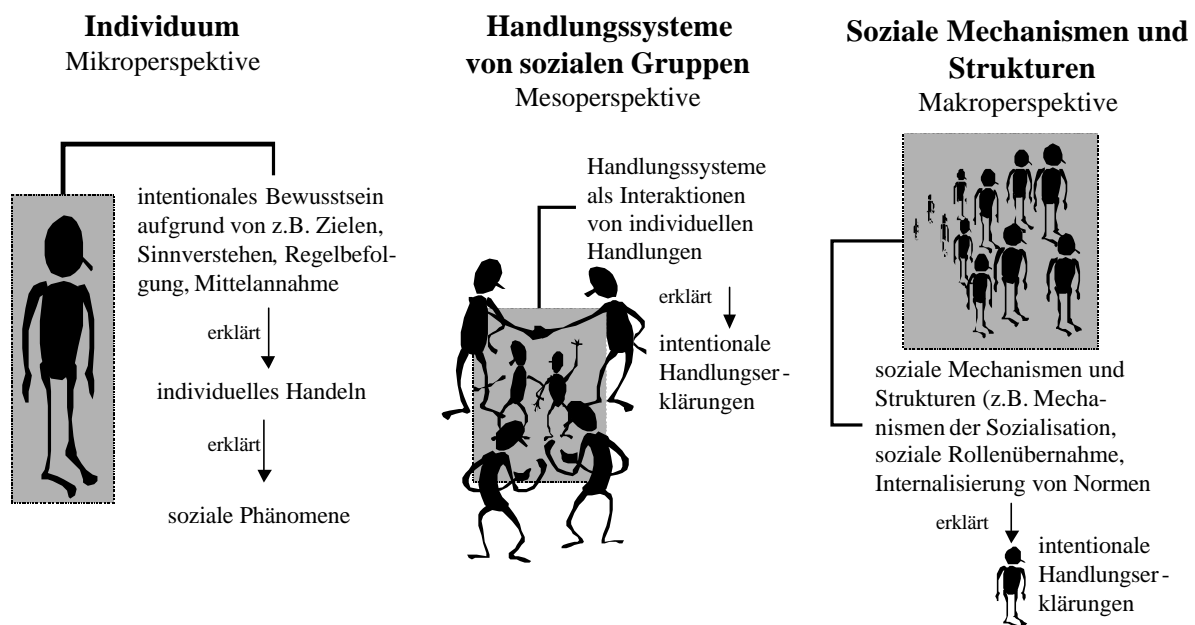 Individuum
Mikroperspektive
intentionales Bewusstsein
aufgrund von z.B. Zielen,
Sinnverstehen, Regelbefol-
gung, Mittelannahme
erklärt
individuelles Handeln
erklärt
soziale Phänomene
Handlungssysteme
von sozialen Gruppen
Mesoperspektive
Handlungssysteme
als Interaktionen
von individuellen
Handlungen
erklärt
intentionale
Handlungser-
klärungen
Soziale Mechanismen und
Strukturen
Makroperspektive
soziale Mechanismen und
Strukturen (z.B. Mecha-
nismen der Sozialisation,
soziale Rollenübernahme,
Internalisierung von Normen
erklärt
intentionale
Handlungser-
klärungen